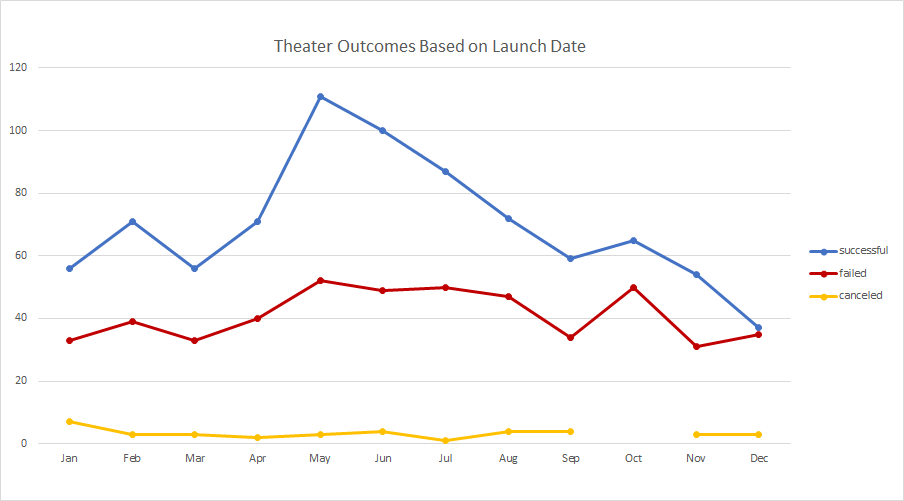 Theater Outcomes Based on Launch Date
120
100
80
60
40
20
0
Jan Feb Mar Apr May Jun Jul Aug Sep Oct Nov Dec
successful
failed
canceled